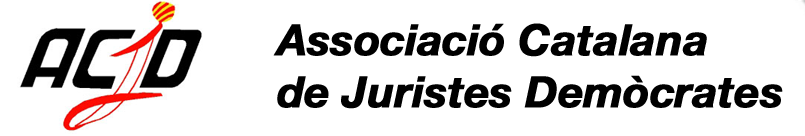 ACJD
Associació Catalana
de Juristes Demòcrates